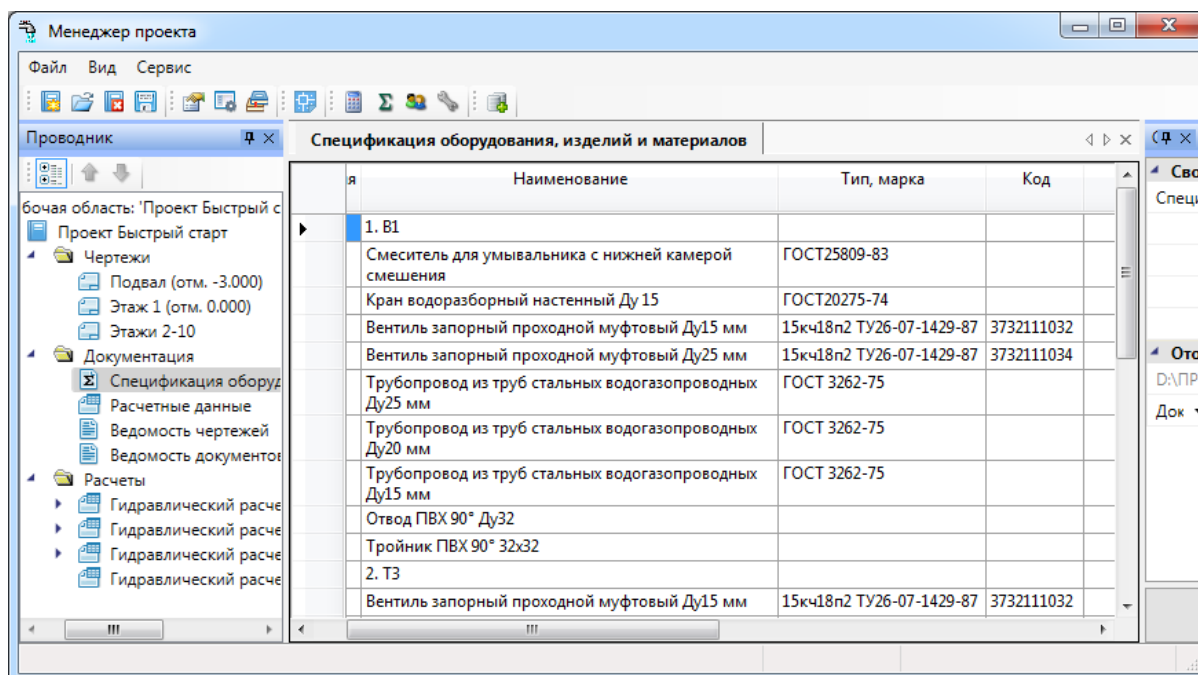 Менеджер проекта
Файл Вид Сервис
Проводник
бочая область: 'Проект Быстрый с
Проект Быстрый старт
Чертежи
Подвал (отм. -3.000)
Этаж 1 (отм. 0.000)
Этажи 2-10
Документация
Спецификация оборуд
Расчетные данные
Ведомость чертежей
Ведомость документов
Расчеты
Гидравлический расче
Гидравлический расче
Гидравлический расче
Гидравлический расче
Спецификация оборудования, изделий и материалов
я Наименование Тип, марка Код
1. В1
Смеситель для умывальника с нижней камерой ГОСТ25809-83
смешения
Кран водоразборный настенный Ду 15 ГОСТ20275-74
Вентиль запорный проходной муфтовый Ду15 мм 15кч18п2 ТУ26-07-1429-87 3732111032
Вентиль запорный проходной муфтовый Ду25 мм 15кч18п2 ТУ26-07-1429-87 3732111034
Трубопровод из труб стальных водогазопроводных ГОСТ 3262-75
Ду25 мм
Трубопровод из труб стальных водогазопроводных ГОСТ 3262-75
Ду20 мм
Трубопровод из труб стальных водогазопроводных ГОСТ 3262-75
Ду15 мм
Отвод ПВХ 90° Ду32
Тройник ПВХ 90° 32x32
2. Т3
Вентиль запорный проходной муфтовый Ду15 мм 15кч18п2 ТУ26-07-1429-87 3732111032
Сво
Специ
Ото
D:\ПР
Док